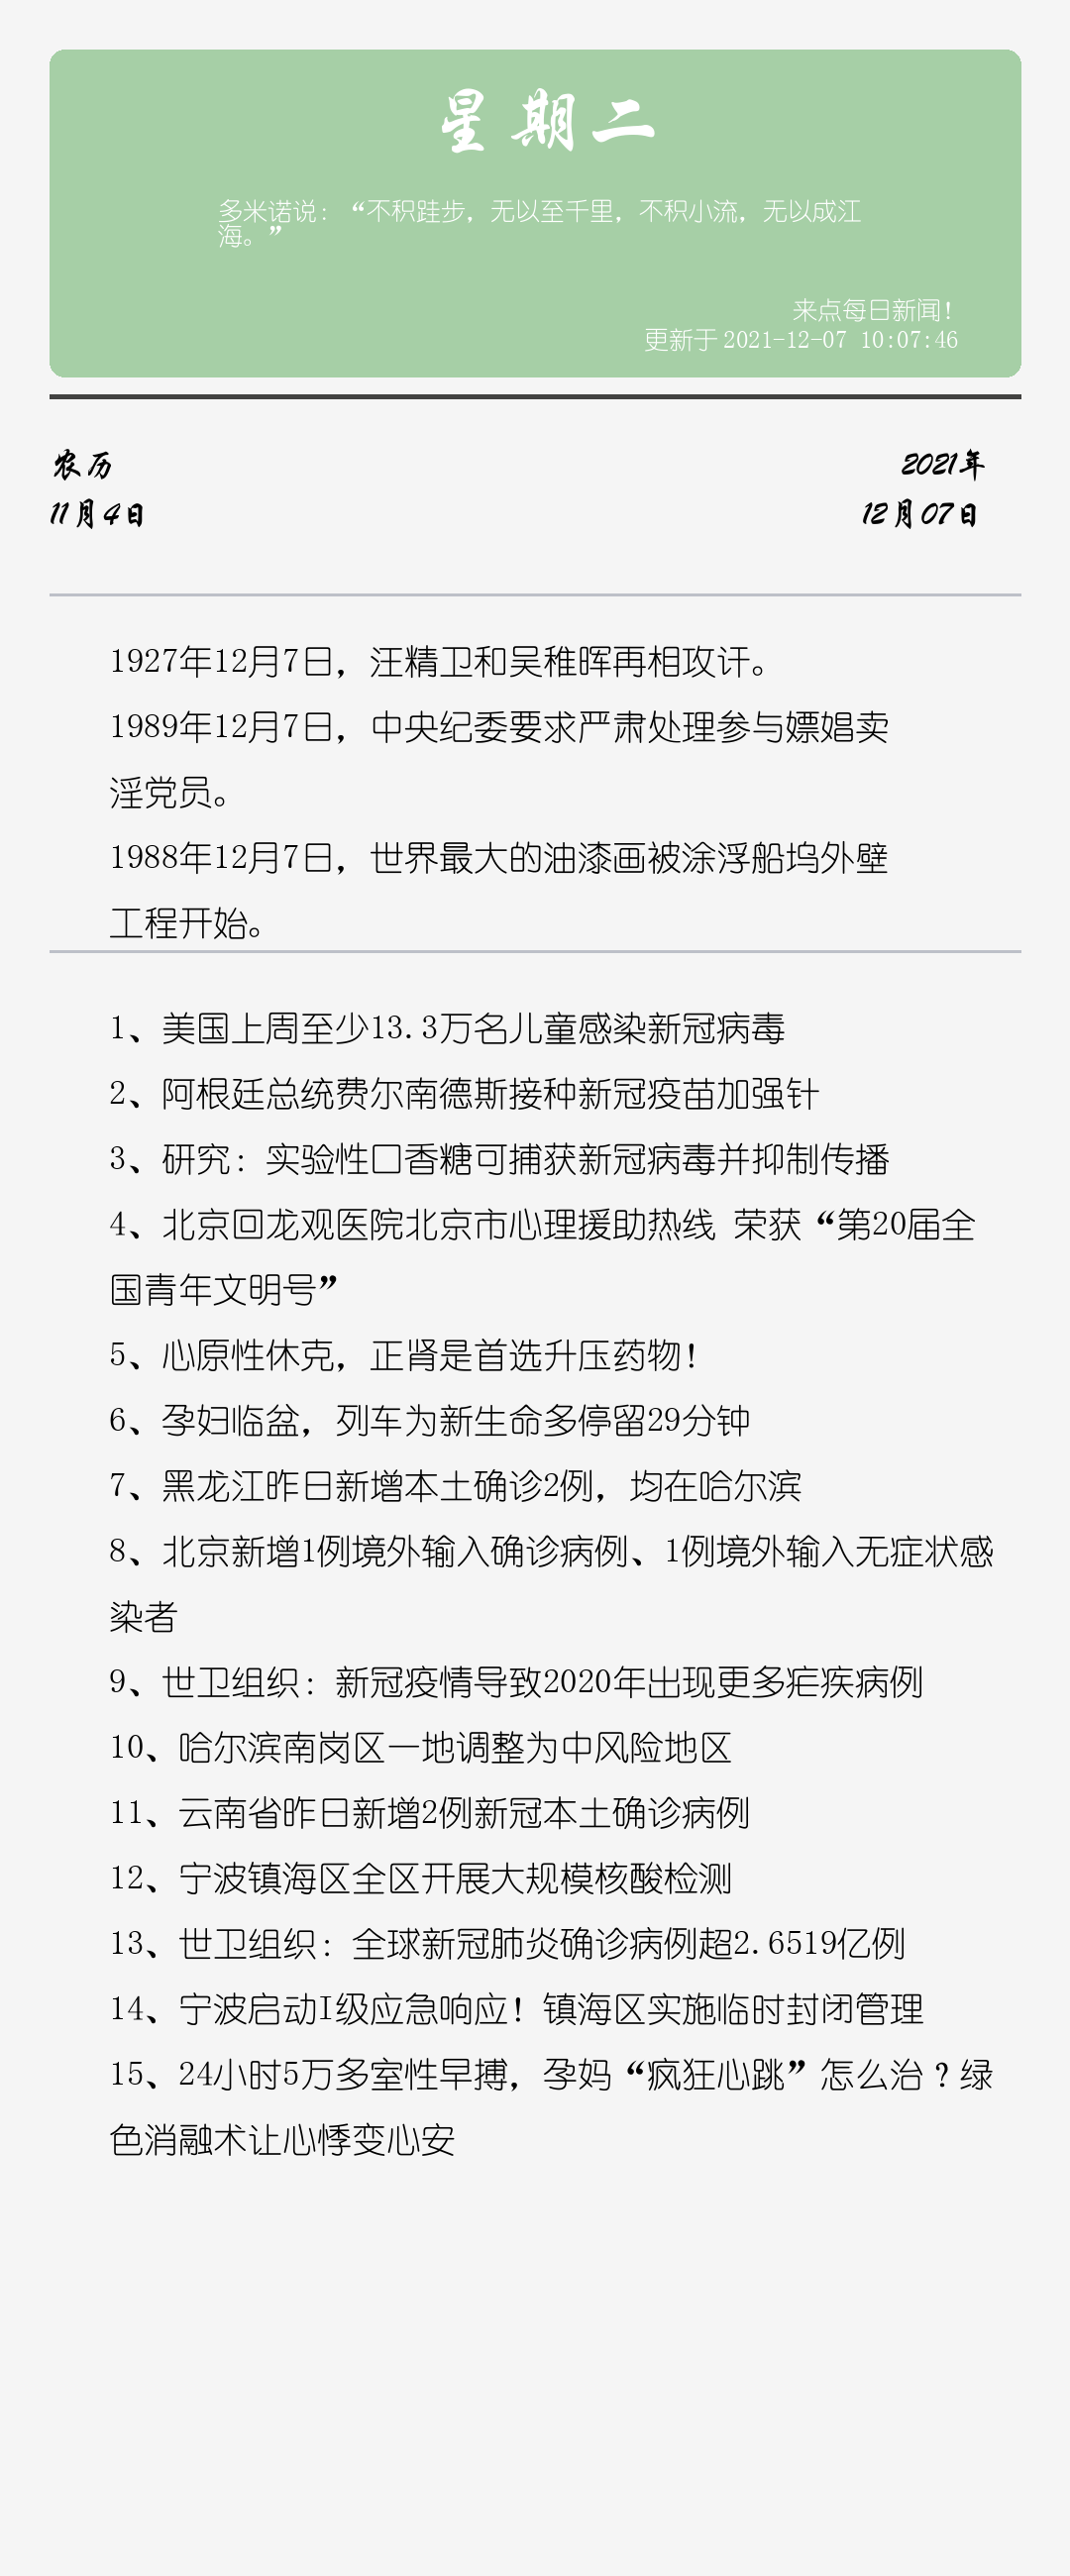 星期二
多米诺说：“不积跬步，无以至千里，不积小流，无以成江
海。”
来点每日新闻！
更新于 2021-12-07 10:07:46
农历
2021年
11月4日
12月07日
1927年12月7日，汪精卫和吴稚晖再相攻讦。
1989年12月7日，中央纪委要求严肃处理参与嫖娼卖
淫党员。
1988年12月7日，世界最大的油漆画被涂浮船坞外壁
工程开始。
1、美国上周至少13.3万名儿童感染新冠病毒
2、阿根廷总统费尔南德斯接种新冠疫苗加强针
3、研究：实验性口香糖可捕获新冠病毒并抑制传播
4、北京回龙观医院北京市心理援助热线 荣获“第20届全
国青年文明号”
5、心原性休克，正肾是首选升压药物！
6、孕妇临盆，列车为新生命多停留29分钟
7、黑龙江昨日新增本土确诊2例，均在哈尔滨
8、北京新增1例境外输入确诊病例、1例境外输入无症状感
染者
9、世卫组织：新冠疫情导致2020年出现更多疟疾病例
10、哈尔滨南岗区一地调整为中风险地区
11、云南省昨日新增2例新冠本土确诊病例
12、宁波镇海区全区开展大规模核酸检测
13、世卫组织：全球新冠肺炎确诊病例超2.6519亿例
14、宁波启动I级应急响应！镇海区实施临时封闭管理
15、24小时5万多室性早搏，孕妈“疯狂心跳”怎么治？绿
色消融术让心悸变心安